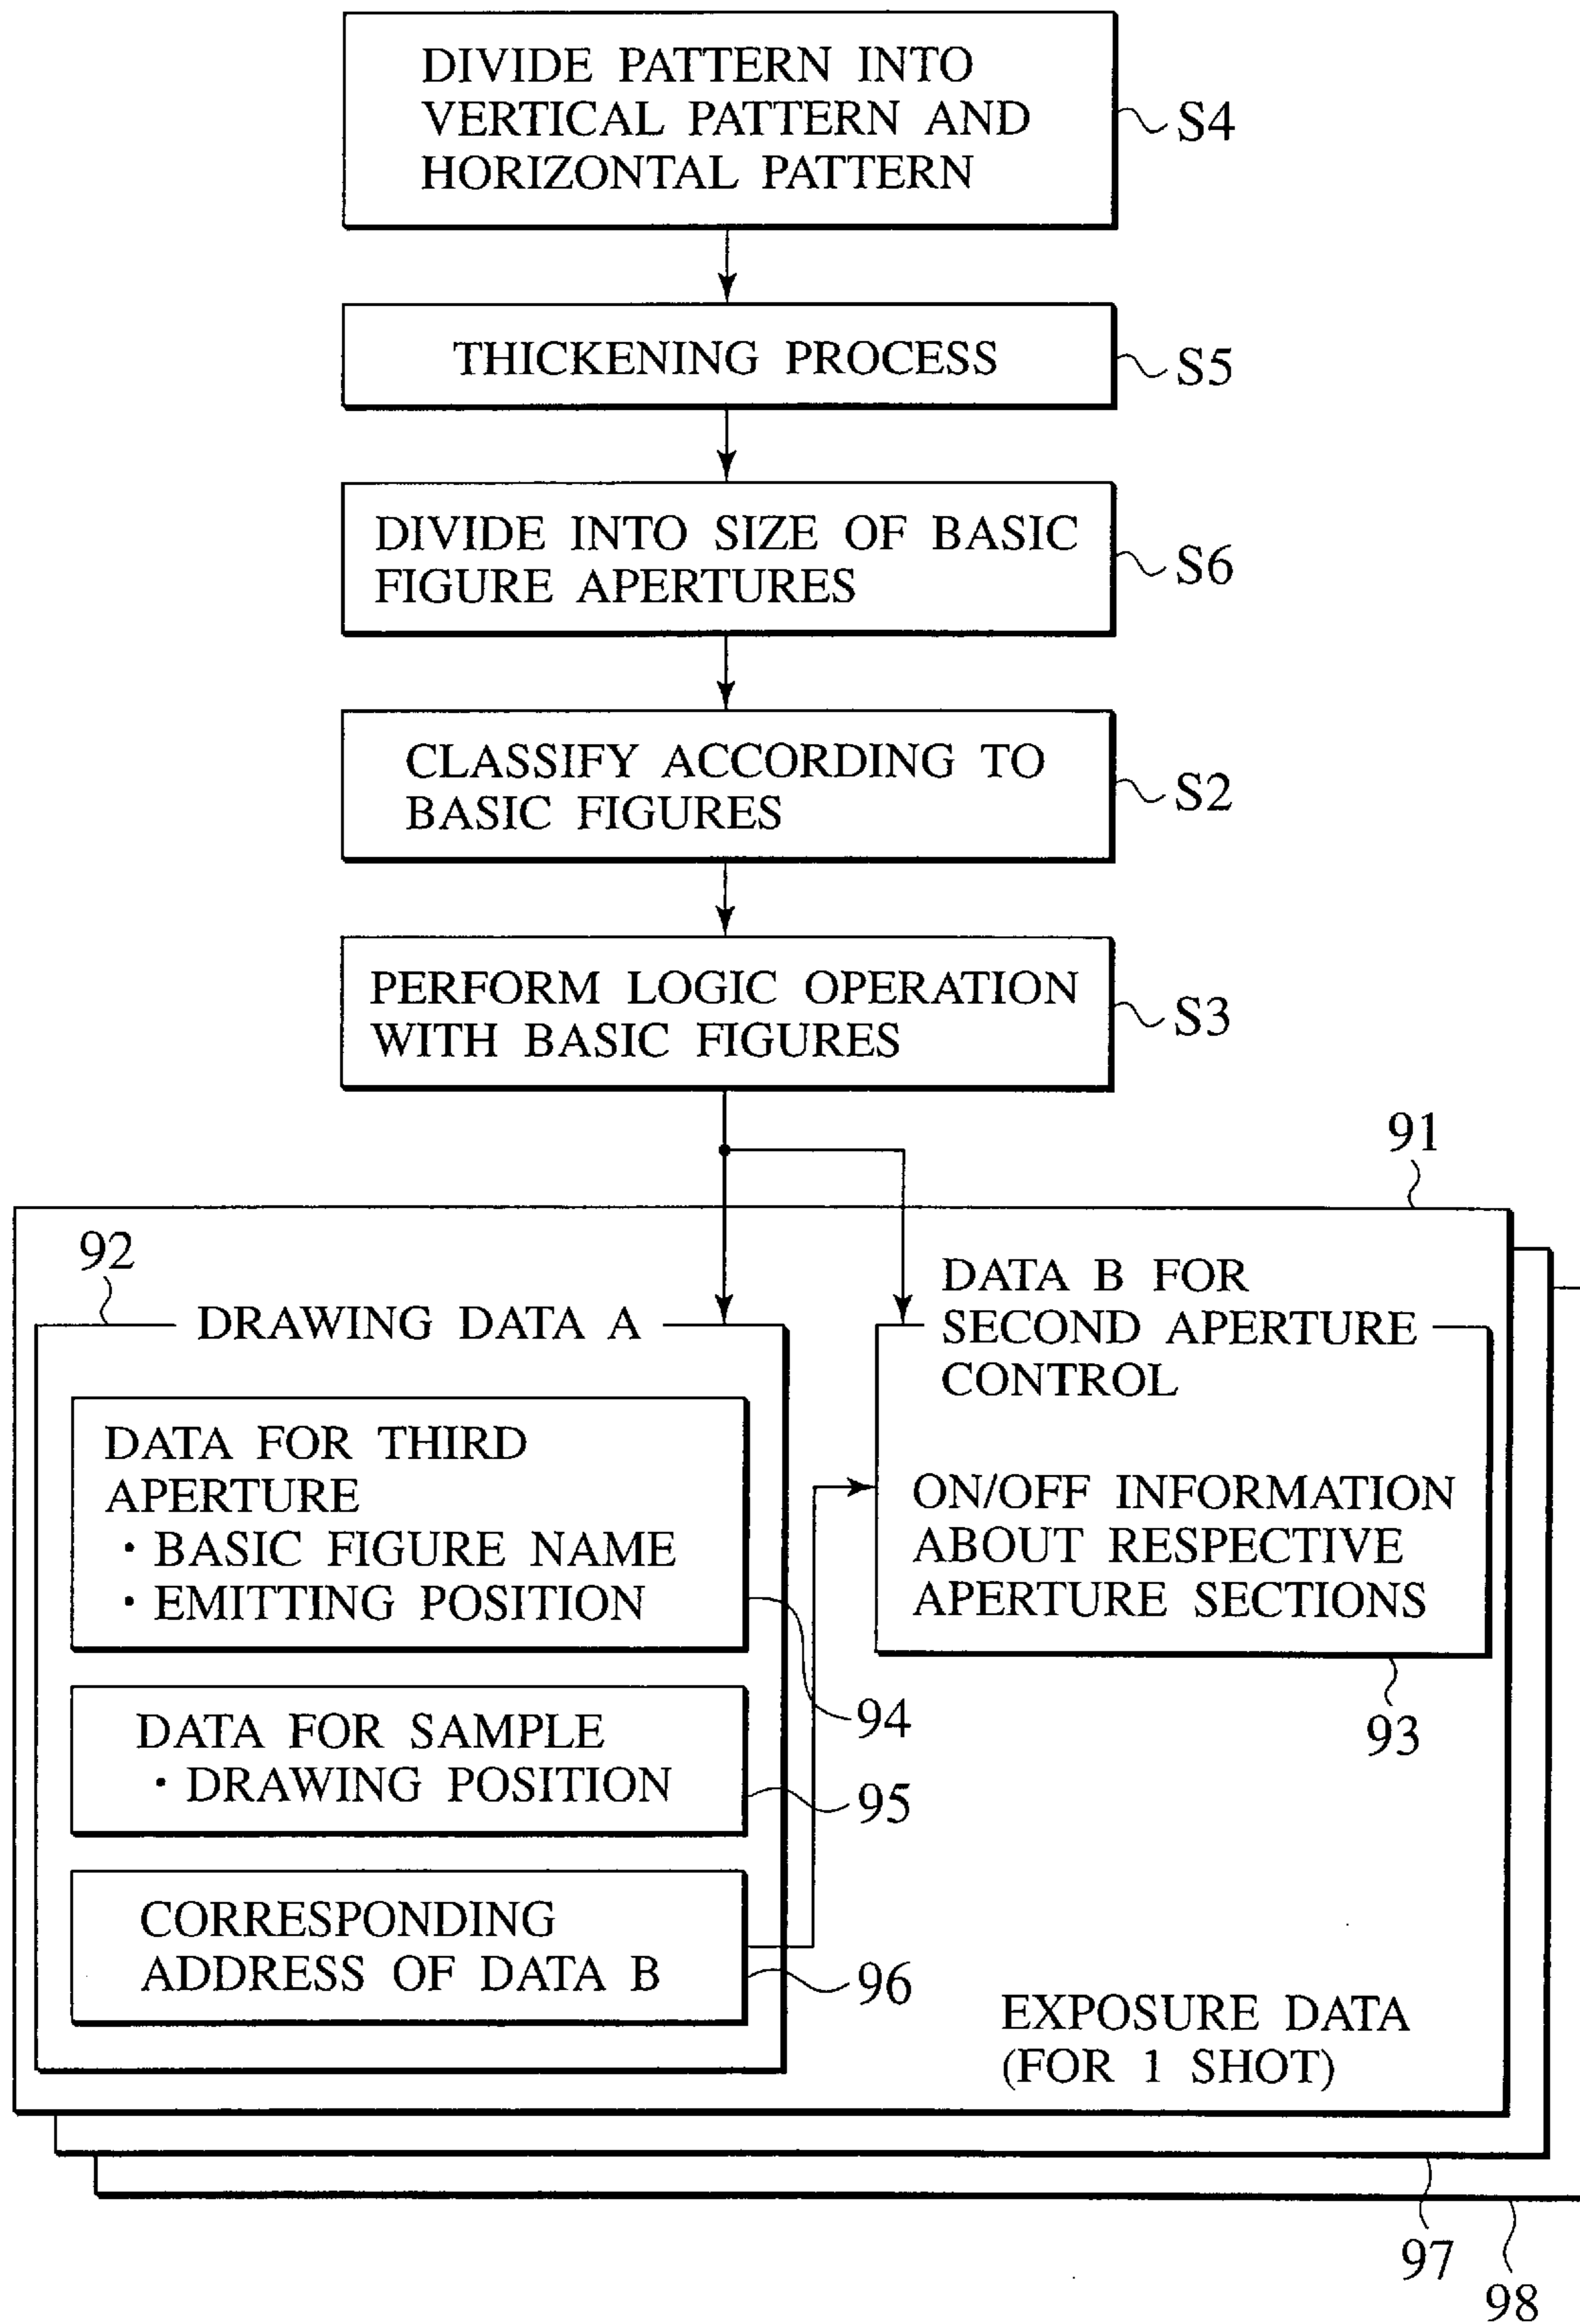 DIVIDE PATTERN INTO
VERTICAL PATTERN AND
HORIZONTAL PATTERN
S4
THICKENING PROCESS
S5
DIVIDE INTO SIZE OF BASIC
FIGURE APERTURES
S6
CLASSIFY ACCORDING TO
BASIC FIGURES
S2
PERFORM LOGIC OPERATION
WITH BASIC FIGURES
S3
91
92
DRAWING DATA A
DATA FOR THIRD
APERTURE
・BASIC FIGURE NAME
・EMITTING POSITION
94
DATA FOR SAMPLE
・DRAWING POSITION
95
CORRESPONDING
ADDRESS OF DATA B
96
DATA B FOR
SECOND APERTURE
CONTROL
ON/OFF INFORMATION
ABOUT RESPECTIVE
APERTURE SECTIONS
93
EXPOSURE DATA
(FOR 1 SHOT)
97
98